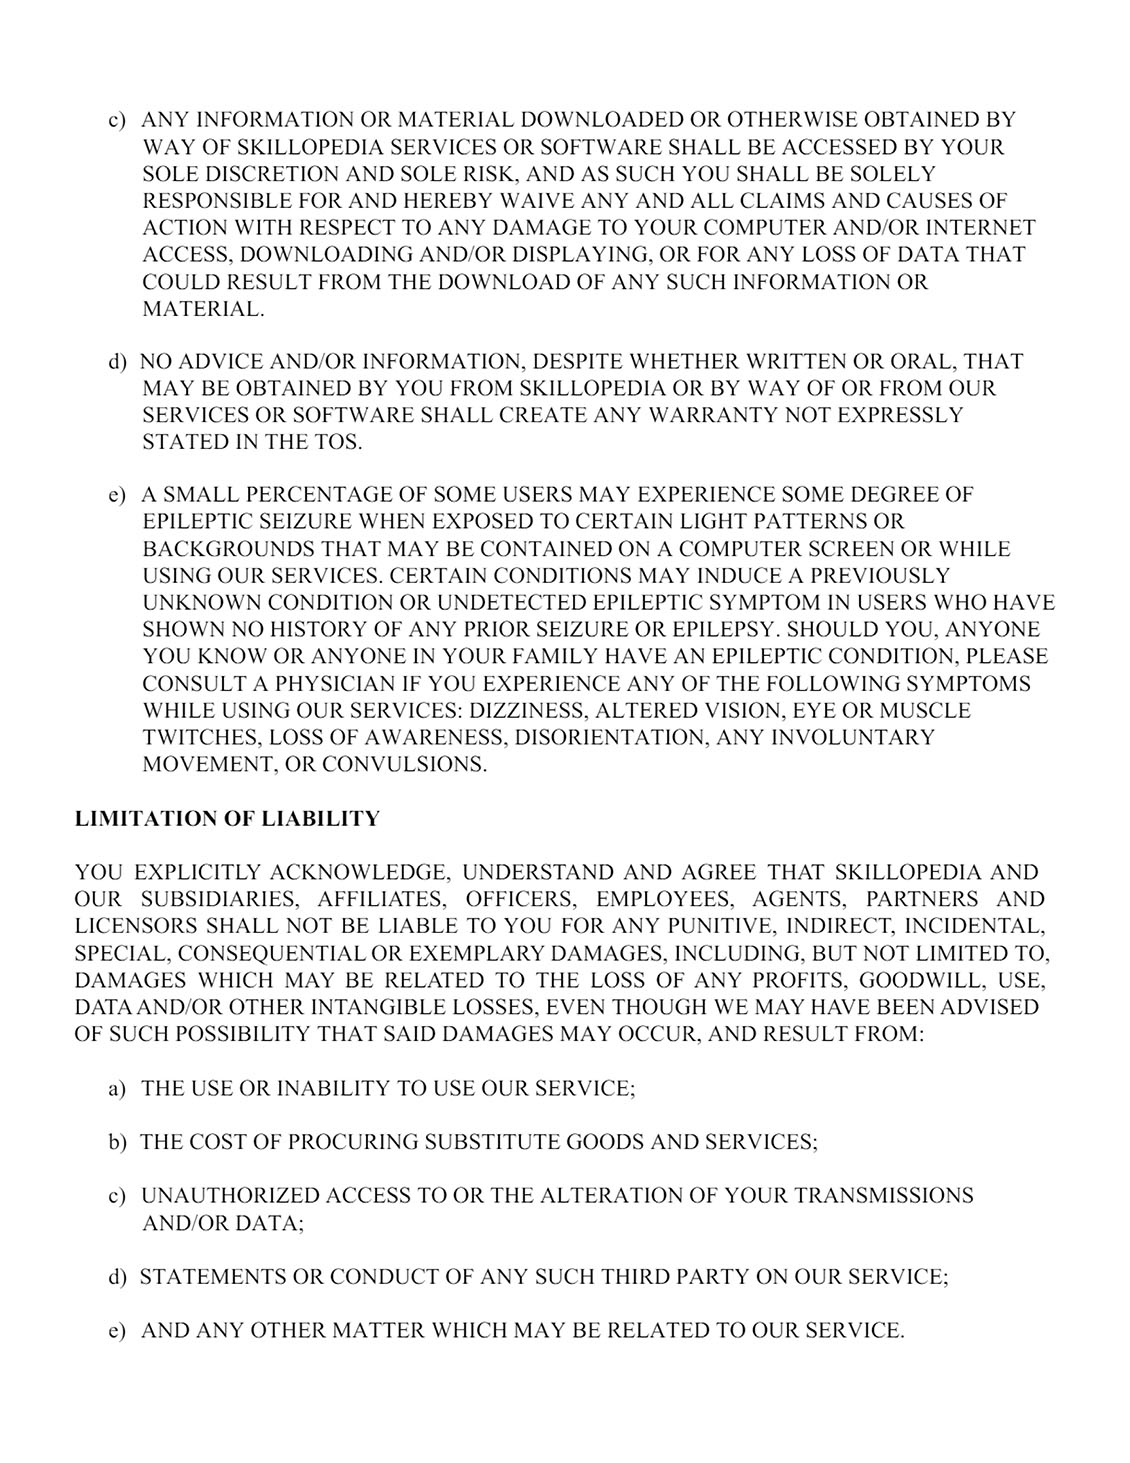 c) ANY INFORMATION OR MATERIAL DOWNLOADED OR OTHERWISE OBTAINED BY
WAY OF SKILLOPEDIA SERVICES OR SOFTWARE SHALL BE ACCESSED BY YOUR
SOLE DISCRETION AND SOLE RISK, AND AS SUCH YOU SHALL BE SOLELY
RESPONSIBLE FOR AND HEREBY WAIVE ANY AND ALL CLAIMS AND CAUSES OF
ACTION WITH RESPECT TO ANY DAMAGE TO YOUR COMPUTER AND/OR INTERNET
ACCESS, DOWNLOADING AND/OR DISPLAYING, OR FOR ANY LOSS OF DATA THAT
COULD RESULT FROM THE DOWNLOAD OF ANY SUCH INFORMATION OR
MATERIAL.
d) NO ADVICE AND/OR INFORMATION, DESPITE WHETHER WRITTEN OR ORAL, THAT
MAY BE OBTAINED BY YOU FROM SKILLOPEDIA OR BY WAY OF OR FROM OUR
SERVICES OR SOFTWARE SHALL CREATE ANY WARRANTY NOT EXPRESSLY
STATED IN THE TOS.
e) A SMALL PERCENTAGE OF SOME USERS MAY EXPERIENCE SOME DEGREE OF
EPILEPTIC SEIZURE WHEN EXPOSED TO CERTAIN LIGHT PATTERNS OR
BACKGROUNDS THAT MAY BE CONTAINED ON A COMPUTER SCREEN OR WHILE
USING OUR SERVICES. CERTAIN CONDITIONS MAY INDUCE A PREVIOUSLY
UNKNOWN CONDITION OR UNDETECTED EPILEPTIC SYMPTOM IN USERS WHO HAVE
SHOWN NO HISTORY OF ANY PRIOR SEIZURE OR EPILEPSY. SHOULD YOU, ANYONE
YOU KNOW OR ANYONE IN YOUR FAMILY HAVE AN EPILEPTIC CONDITION, PLEASE
CONSULT A PHYSICIAN IF YOU EXPERIENCE ANY OF THE FOLLOWING SYMPTOMS
WHILE USING OUR SERVICES: DIZZINESS, ALTERED VISION, EYE OR MUSCLE
TWITCHES, LOSS OF AWARENESS, DISORIENTATION, ANY INVOLUNTARY
MOVEMENT, OR CONVULSIONS.
LIMITATION OF LIABILITY
YOU EXPLICITLY ACKNOWLEDGE, UNDERSTAND AND AGREE THAT SKILLOPEDIA AND
OUR SUBSIDIARIES, AFFILIATES, OFFICERS, EMPLOYEES, AGENTS, PARTNERS AND
LICENSORS SHALL NOT BE LIABLE TO YOU FOR ANY PUNITIVE, INDIRECT, INCIDENTAL,
SPECIAL, CONSEQUENTIAL OR EXEMPLARY DAMAGES, INCLUDING, BUT NOT LIMITED TO,
DAMAGES WHICH MAY BE RELATED TO THE LOSS OF ANY PROFITS, GOODWILL, USE,
DATA AND/OR OTHER INTANGIBLE LOSSES, EVEN THOUGH WE MAY HAVE BEEN ADVISED
OF SUCH POSSIBILITY THAT SAID DAMAGES MAY OCCUR, AND RESULT FROM:
a) THE USE OR INABILITY TO USE OUR SERVICE;
b) THE COST OF PROCURING SUBSTITUTE GOODS AND SERVICES;
c) UNAUTHORIZED ACCESS TO OR THE ALTERATION OF YOUR TRANSMISSIONS
AND/OR DATA;
d) STATEMENTS OR CONDUCT OF ANY SUCH THIRD PARTY ON OUR SERVICE;
e) AND ANY OTHER MATTER WHICH MAY BE RELATED TO OUR SERVICE.